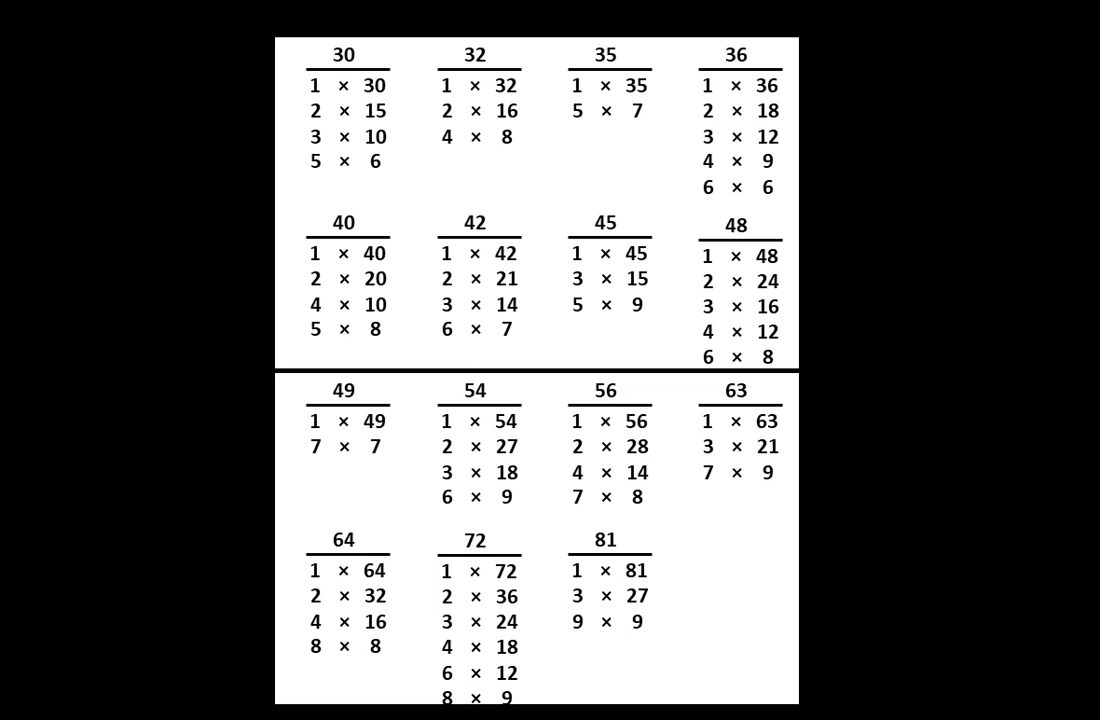 30
1 × 30
2 × 15
3 × 10
5 × 6
32
1 × 32
2 × 16
4 × 8
35
1 × 35
5 × 7
36
1 × 36
2 × 18
3 × 12
4 × 9
6 × 6
40
1 × 40
2 × 20
4 × 10
5 × 8
42
1 × 42
2 × 21
3 × 14
6 × 7
45
1 × 45
3 × 15
5 × 9
48
1 × 48
2 × 24
3 × 16
4 × 12
6 × 8
49
1 × 49
7 × 7
54
1 × 54
2 × 27
3 × 18
6 × 9
56
1 × 56
2 × 28
4 × 14
7 × 8
63
1 × 63
3 × 21
7 × 9
64
1 × 64
2 × 32
4 × 16
8 × 8
72
1 × 72
2 × 36
3 × 24
4 × 18
6 × 12
8 × 9
81
1 × 81
3 × 27
9 × 9